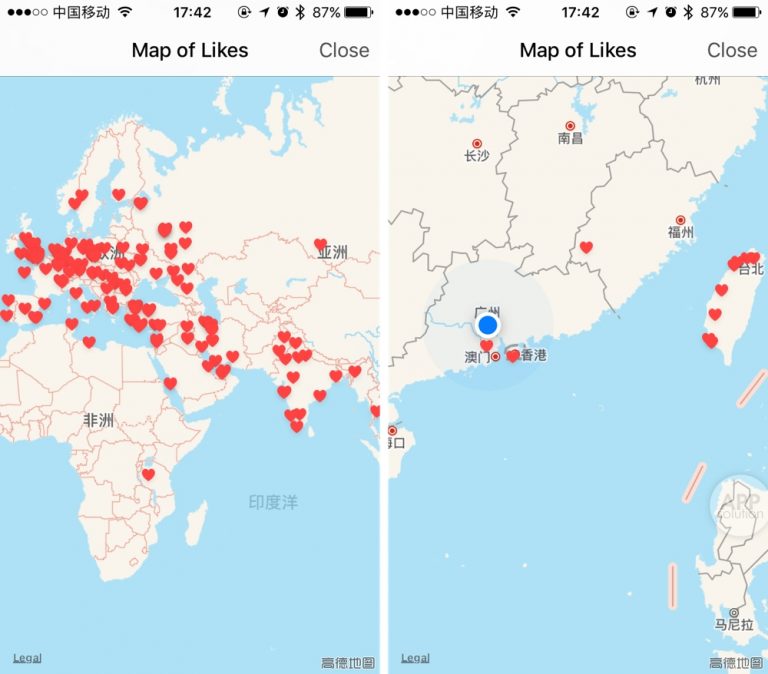 中国移动 17:42 87%
Map of Likes Close
欧洲
亚洲
非洲
印度洋
Legal 高德地圖
中国移动 17:42 87%
Map of Likes Close
杭州
南昌
长沙
福州
台北
广州
澳门 香港
海口
APP
solution
马尼拉
Legal 高德地圖